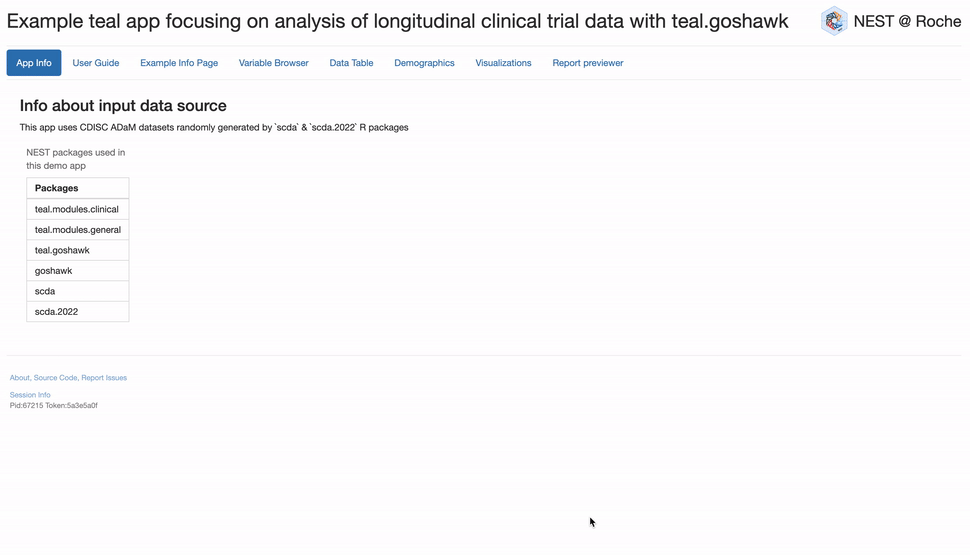 Example teal app focusing on analysis of longitudinal clinical trial data with teal.goshawk
NEST @ Roche
App Info
User Guide
Example Info Page
Variable Browser
Data Table
Demographics
Visualizations
Report previewer
Info about input data source
This app uses CDISC ADaM datasets randomly generated by `scda` & `scda.2022` R packages
NEST packages used in
this demo app
Packages
teal.modules.clinical
teal.modules.general
teal.goshawk
goshawk
scda
scda.2022
About, Source Code, Report Issues
Session Info
Pid:67215 Token:5a3e5a0f